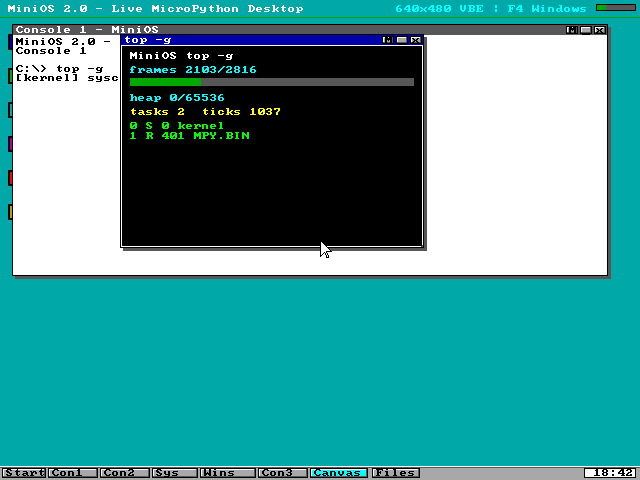 MiniOS 2.0 - Live MicroPython Desktop
640x480 VBE ¦ F4 Windows
Console 1 - MiniOS
M
MiniOS 2.0 -
Console 1
C:\> top -g
[kernel] sysc
top -g
M
MiniOS top -g
frames 2103/2816
heap 0/65536
tasks 2  ticks 1037
0 S 0 kernel
1 R 401 MPY.BIN
Start
Con1
Con2
Sys
Wins
Con3
Canvas
Files
18:42